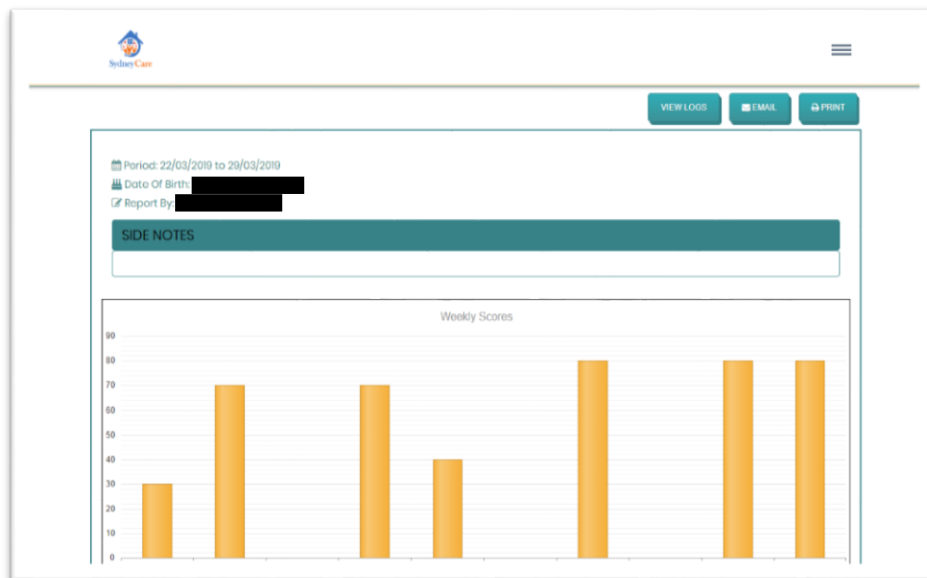 SydneyCare
VIEW LOGS EMAIL PRINT
Period: 22/03/2019 to 29/03/2019
Date Of Birth:
Report By:
SIDE NOTES
Weekly Scores
90
80
70
60
50
40
30
20
10
0